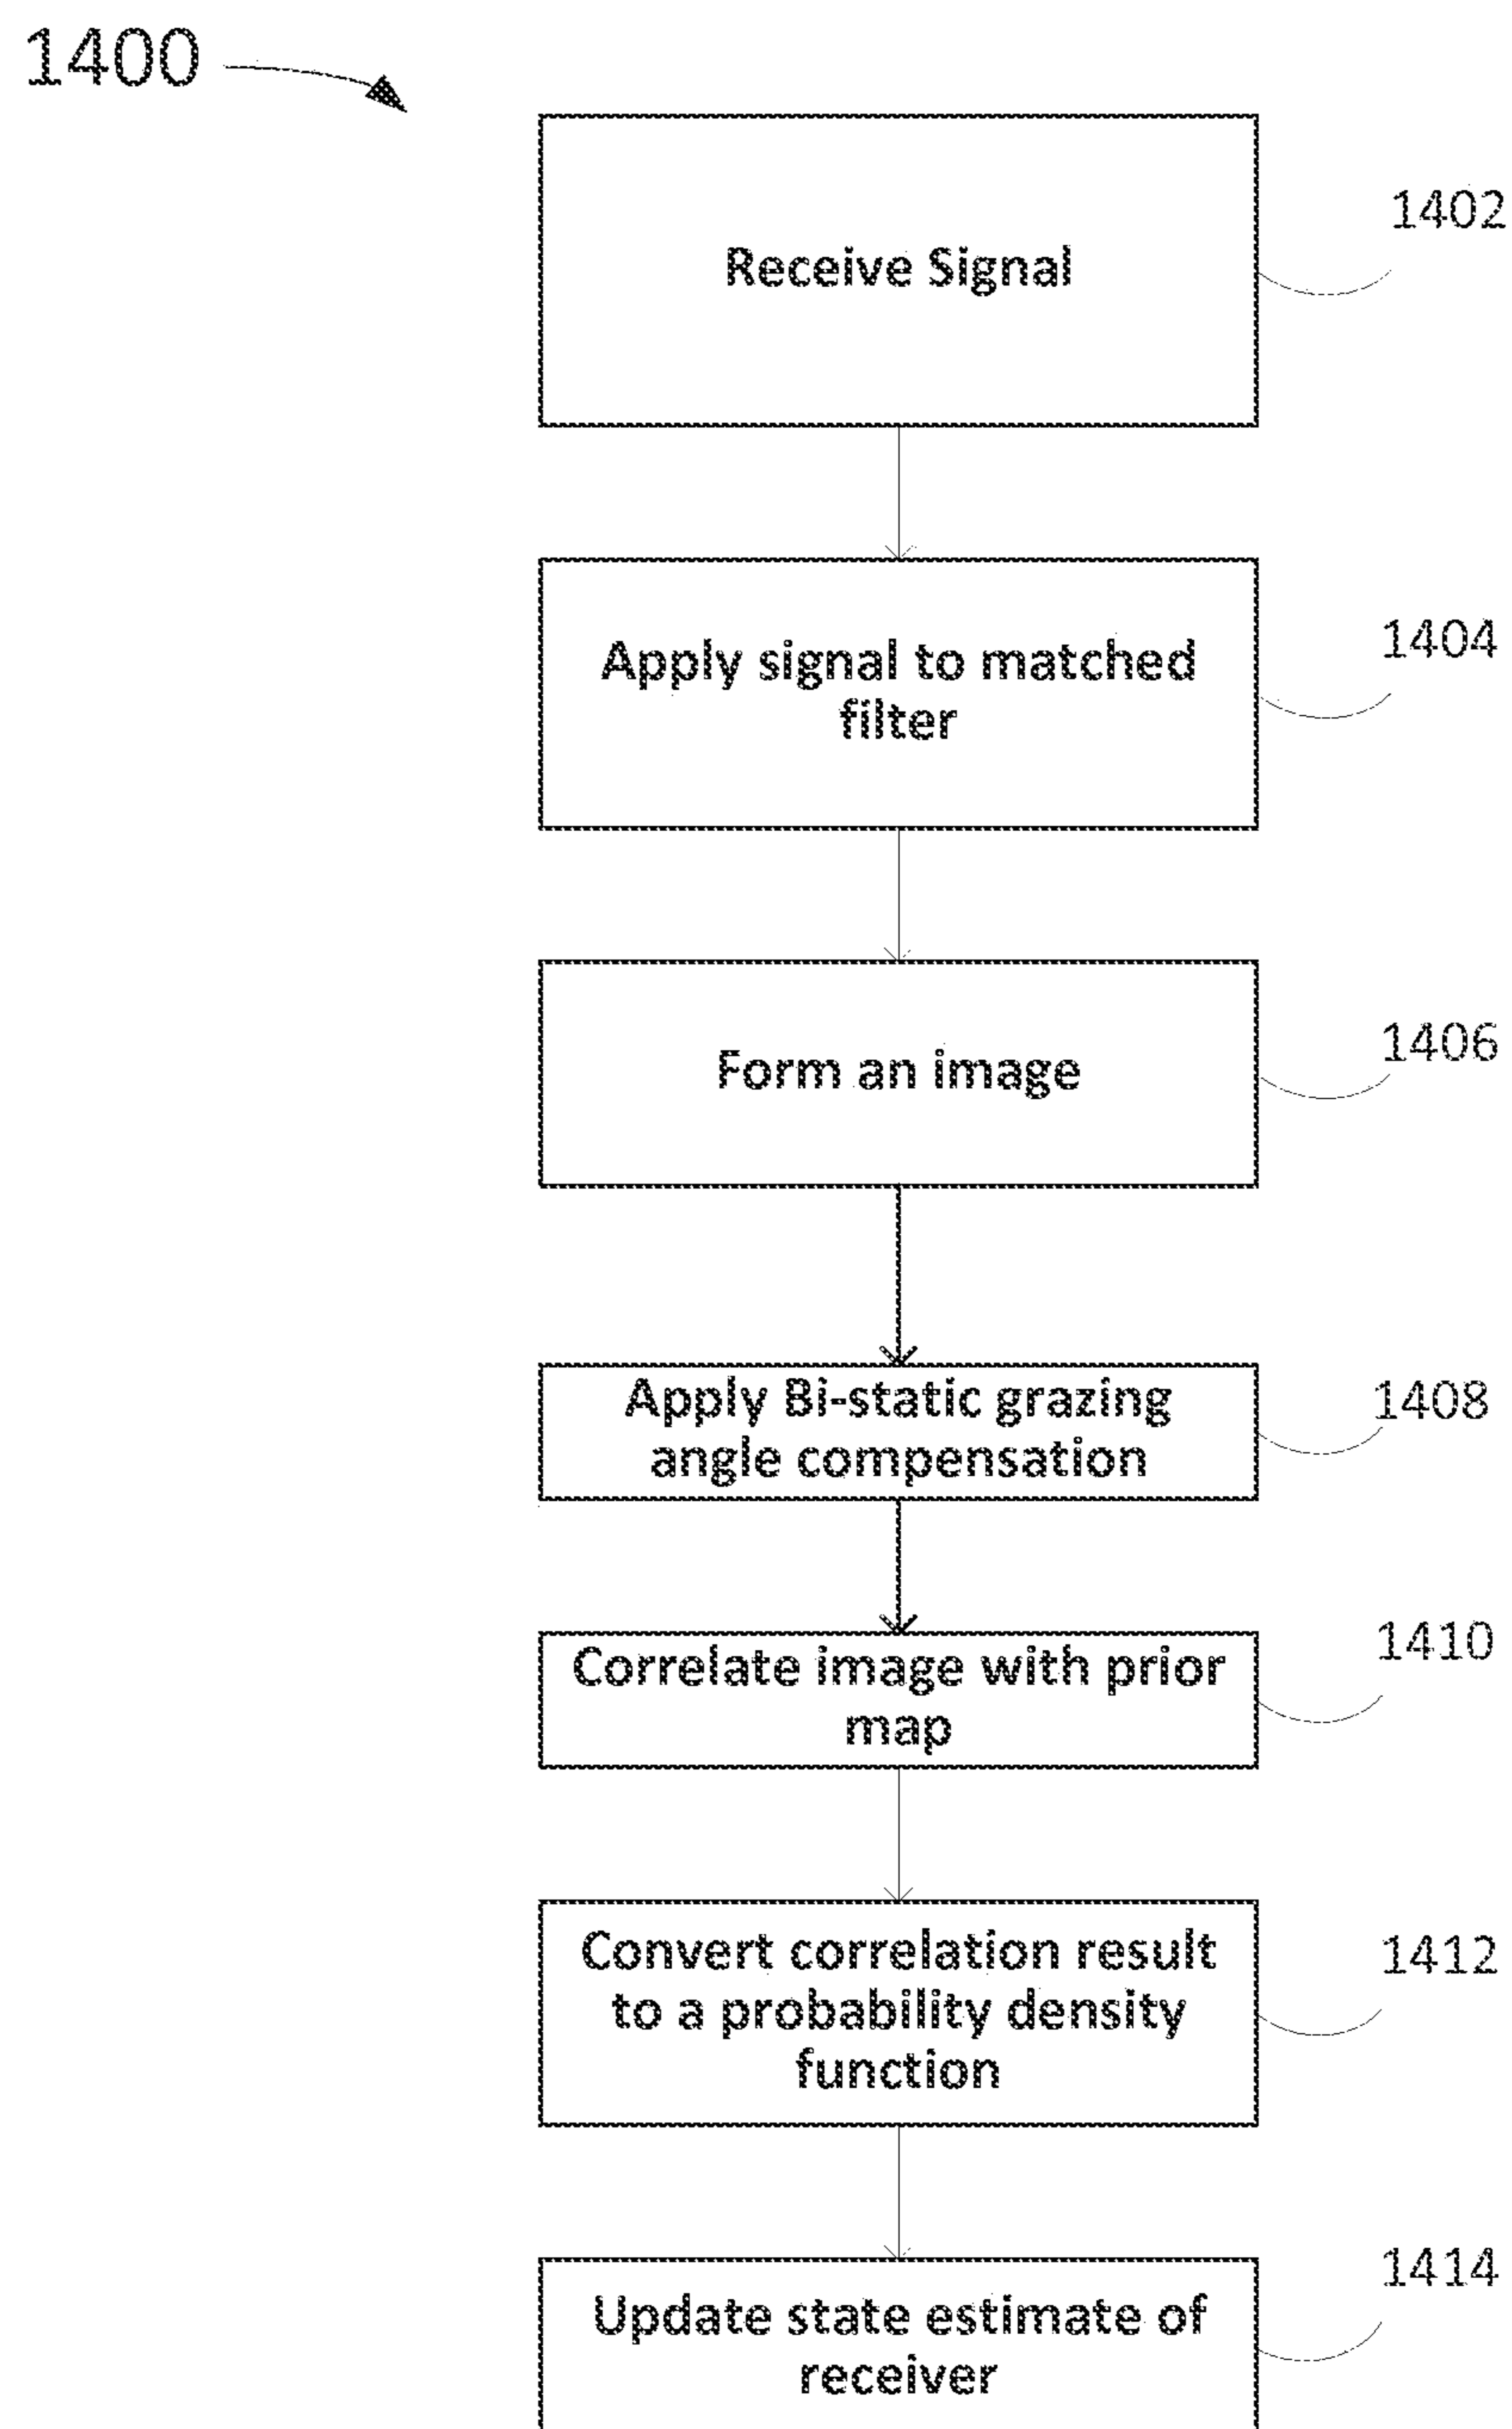 1400
Receive Signal
1402
Apply signal to matched
filter
1404
Form an image
1406
Apply Bi-static grazing
angle compensation
1408
Correlate image with prior
map
1410
Convert correlation result
to a probability density
function
1412
Update state estimate of
receiver
1414